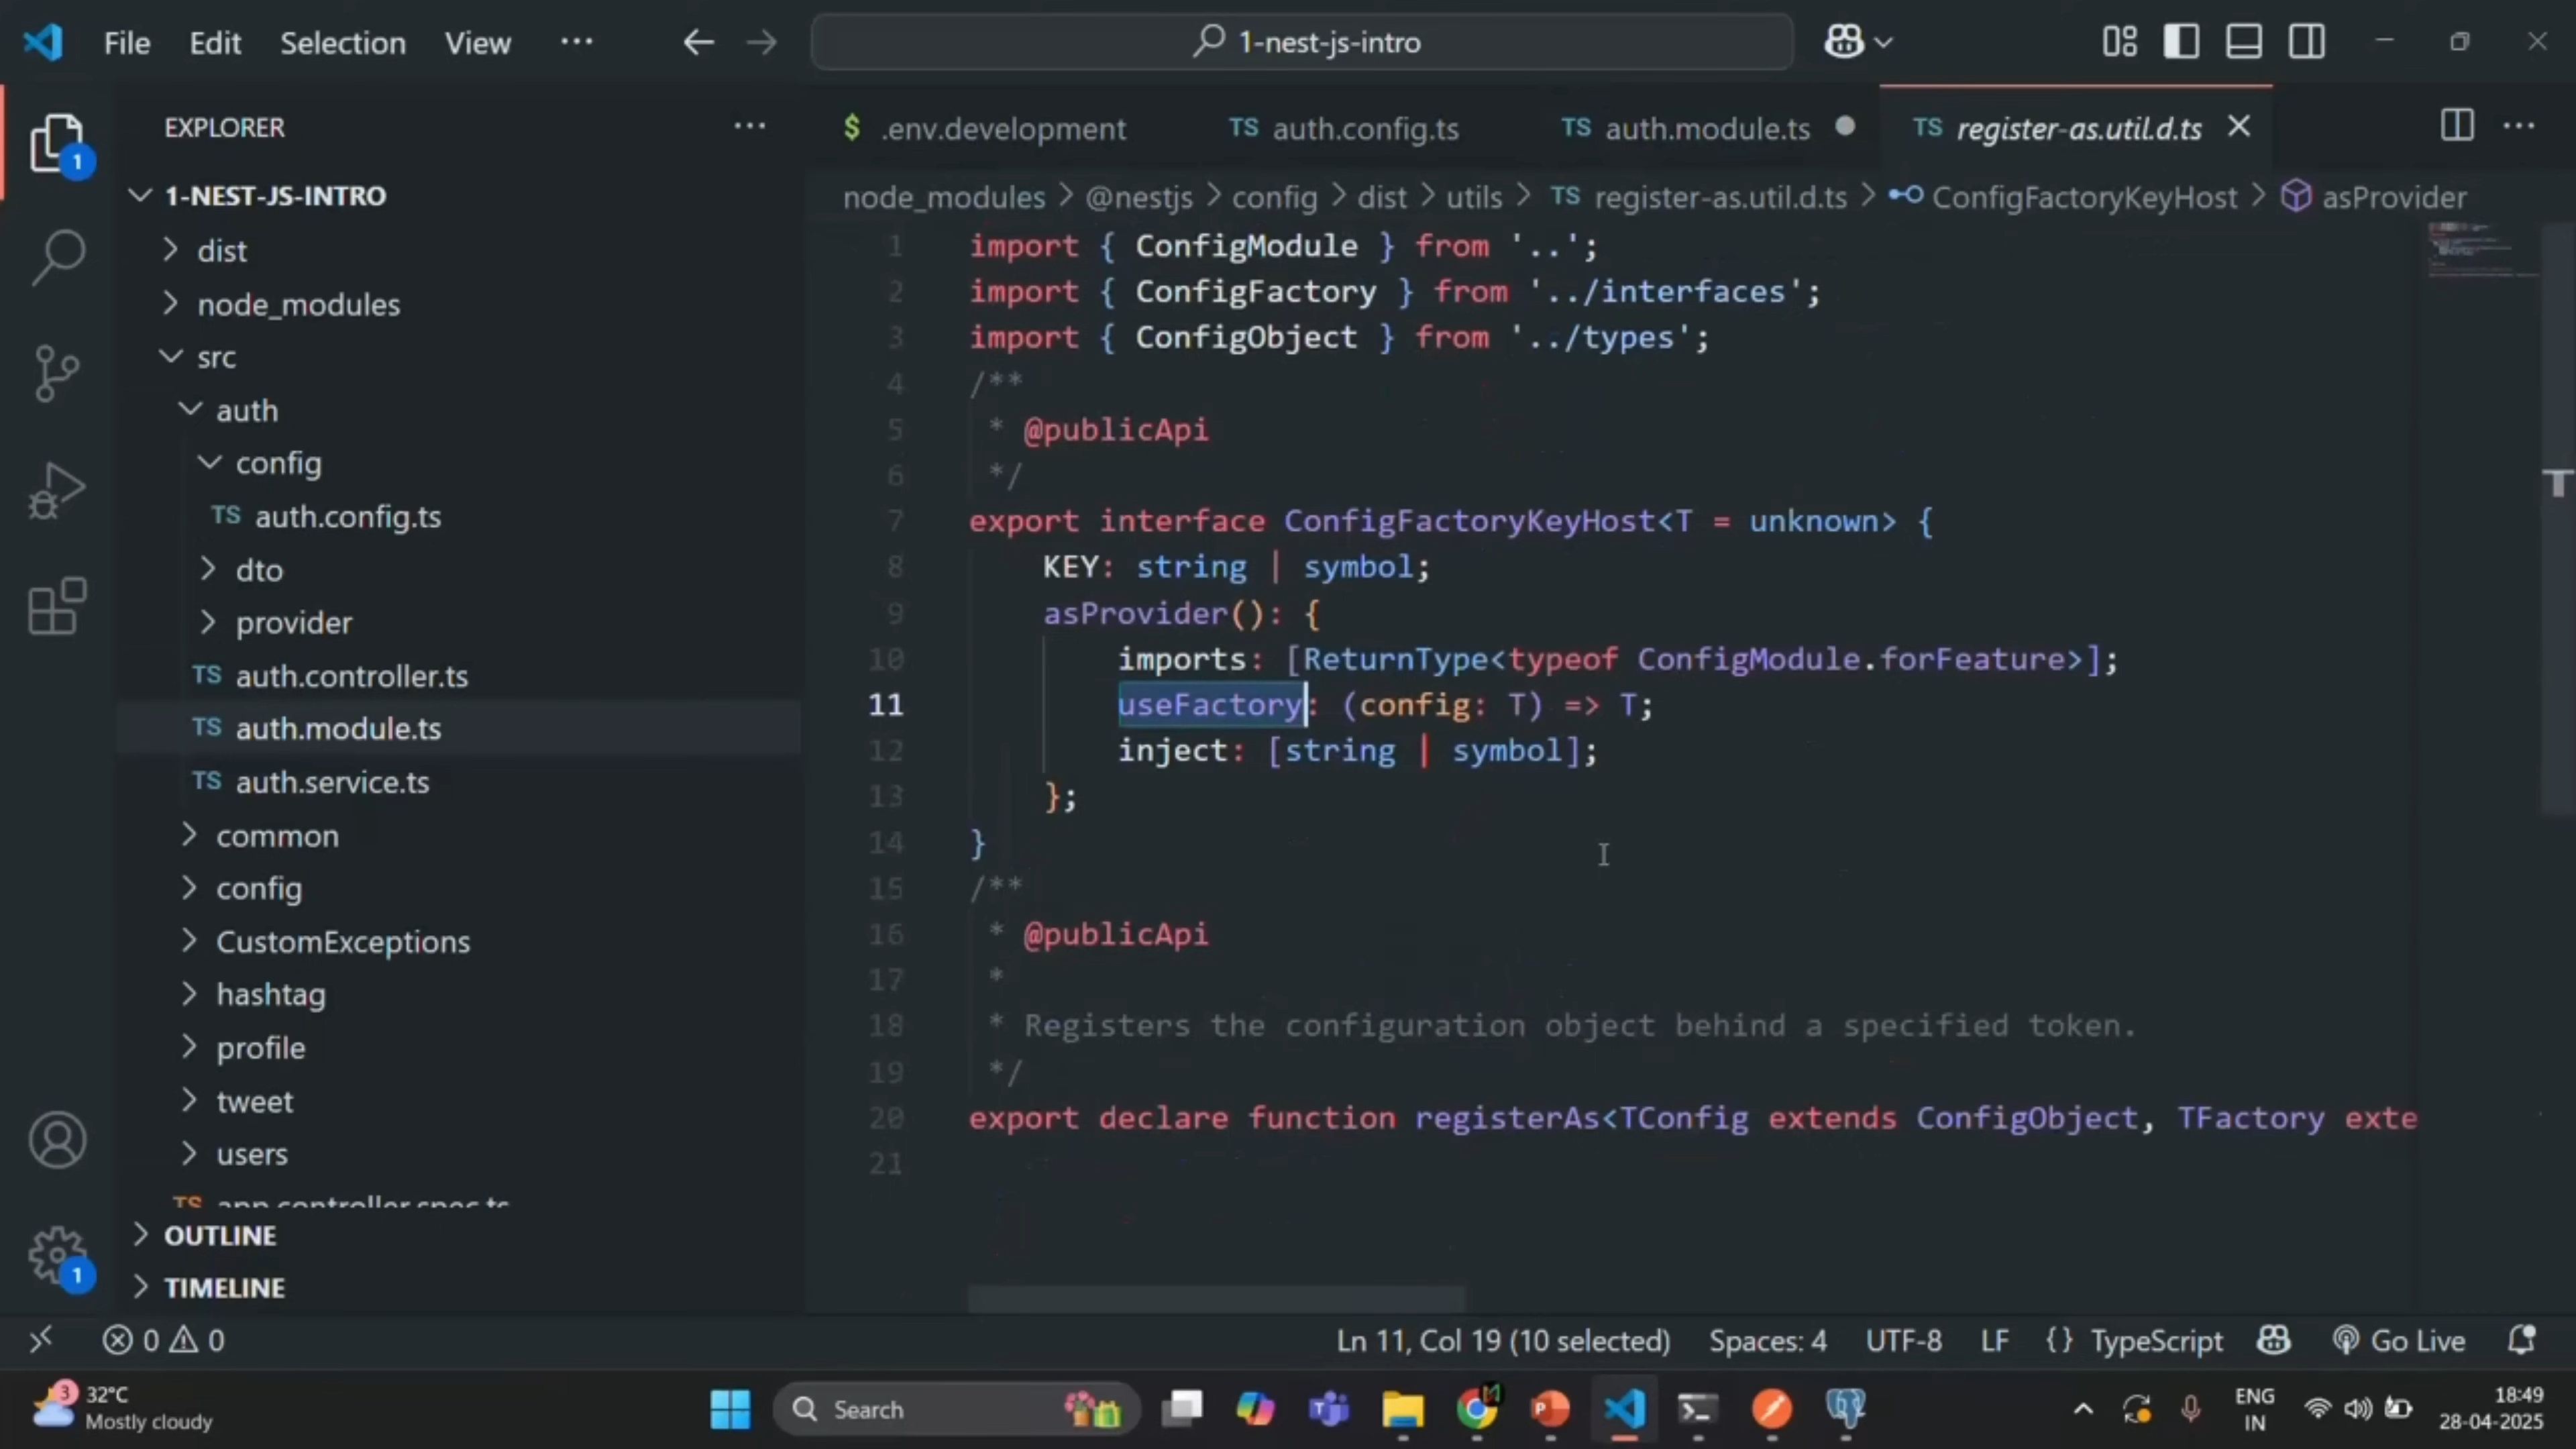 File Edit Selection View ··· 1-nest-js-intro
EXPLORER ···
1
1-NEST-JS-INTRO
dist
node_modules
src
auth
config
TS auth.config.ts
dto
provider
TS auth.controller.ts
TS auth.module.ts
TS auth.service.ts
common
config
CustomExceptions
hashtag
profile
tweet
users
TS app.controller.spec.ts
OUTLINE
TIMELINE
1
$ .env.development TS auth.config.ts TS auth.module.ts TS register-as.util.d.ts
node_modules > @nestjs > config > dist > utils > TS register-as.util.d.ts > ConfigFactoryKeyHost > asProvider
1 import { ConfigModule } from '..';
2 import { ConfigFactory } from '../interfaces';
3 import { ConfigObject } from '../types';
4 /**
5 * @publicApi
6 */
7 export interface ConfigFactoryKeyHost<T = unknown> {
8 KEY: string | symbol;
9 asProvider(): {
10 imports: [ReturnType<typeof ConfigModule.forFeature>];
11 useFactory: (config: T) => T;
12 inject: [string | symbol];
13 };
14 }
15 /**
16 * @publicApi
17 *
18 * Registers the configuration object behind a specified token.
19 */
20 export declare function registerAs<TConfig extends ConfigObject, TFactory exte
21
0 0 Ln 11, Col 19 (10 selected) Spaces: 4 UTF-8 LF {} TypeScript Go Live
3 32°C
Mostly cloudy
Search
ENG
IN
18:49
28-04-2025